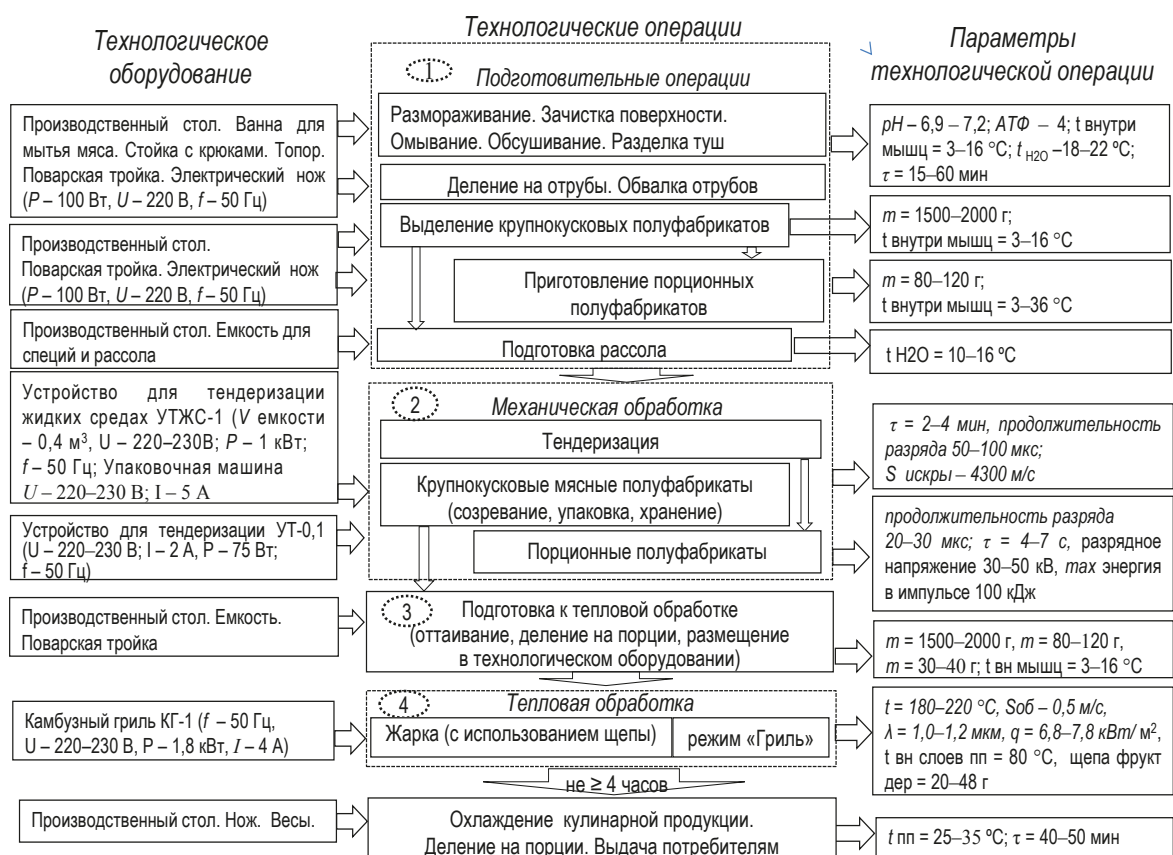 Технологическое
оборудование
Технологические операции
Параметры
технологической операции
1
Подготовительные операции
Производственный стол. Ванна для
мытья мяса. Стойка с крюками. Топор.
Поварская тройка. Электрический нож
(P – 100 Вт, U – 220 В, f – 50 Гц)
Размораживание. Зачистка поверхности.
Омывание. Обсушивание. Разделка туш
pH – 6,9 – 7,2; АТФ – 4; t внутри
мышц = 3–16 °С; t H2O –18–22 ºС;
τ = 15–60 мин
Деление на отрубы. Обвалка отрубов
Выделение крупнокусковых полуфабрикатов
m = 1500–2000 г;
t внутри мышц = 3–16 °С
Производственный стол.
Поварская тройка. Электрический нож
(P – 100 Вт, U – 220 В, f – 50 Гц)
Приготовление порционных
полуфабрикатов
m = 80–120 г;
t внутри мышц = 3–36 °С
Производственный стол. Емкость для
специй и рассола
Подготовка рассола
t H2O = 10–16 ºС
Устройство для тендеризации
жидких средах УТЖС-1 (V емкости
– 0,4 м³, U – 220–230В; P – 1 кВт;
f – 50 Гц; Упаковочная машина
U – 220–230 В; I – 5 А
2
Механическая обработка
Тендеризация
τ = 2–4 мин, продолжительность
разряда 50–100 мкс;
S искры – 4300 м/с
Крупнокусковые мясные полуфабрикаты
(созревание, упаковка, хранение)
Устройство для тендеризации УТ-0,1
(U – 220–230 В; I – 2 А, P – 75 Вт;
f – 50 Гц)
Порционные полуфабрикаты
продолжительность разряда
20–30 мкс; τ = 4–7 с, разрядное
напряжение 30–50 кВ, max энергия
в импульсе 100 кДж
Производственный стол. Емкость.
Поварская тройка
3
Подготовка к тепловой обработке
(оттаивание, деление на порции, размещение
в технологическом оборудовании)
m = 1500–2000 г, m = 80–120 г,
m = 30–40 г; t вн мышц = 3–16 °С
4
Тепловая обработка
Камбузный гриль КГ-1 (f – 50 Гц,
U – 220–230 В, P – 1,8 кВт, I – 4 А)
Жарка (с использованием щепы)
режим «Гриль»
t = 180–220 °С, Sоб – 0,5 м/с,
λ = 1,0–1,2 мкм, q = 6,8–7,8 кВт/ м²,
t вн слоев пп = 80 °С, щепа фрукт
дер = 20–48 г
не ≥ 4 часов
Производственный стол. Нож. Весы.
Охлаждение кулинарной продукции.
Деление на порции. Выдача потребителям
t пп = 25–35 ºС; τ = 40–50 мин